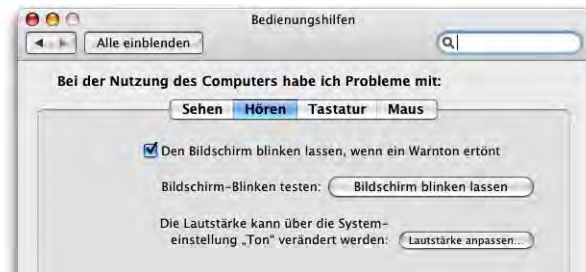 Bedienungshilfen
Alle einblenden
Bei der Nutzung des Computers habe ich Probleme mit:
Sehen Hören Tastatur Maus
Den Bildschirm blinken lassen, wenn ein Warnton ertönt
Bildschirm-Blinken testen: Bildschirm blinken lassen
Die Lautstärke kann über die System-
einstellung „Ton" verändert werden: Lautstärke anpassen...